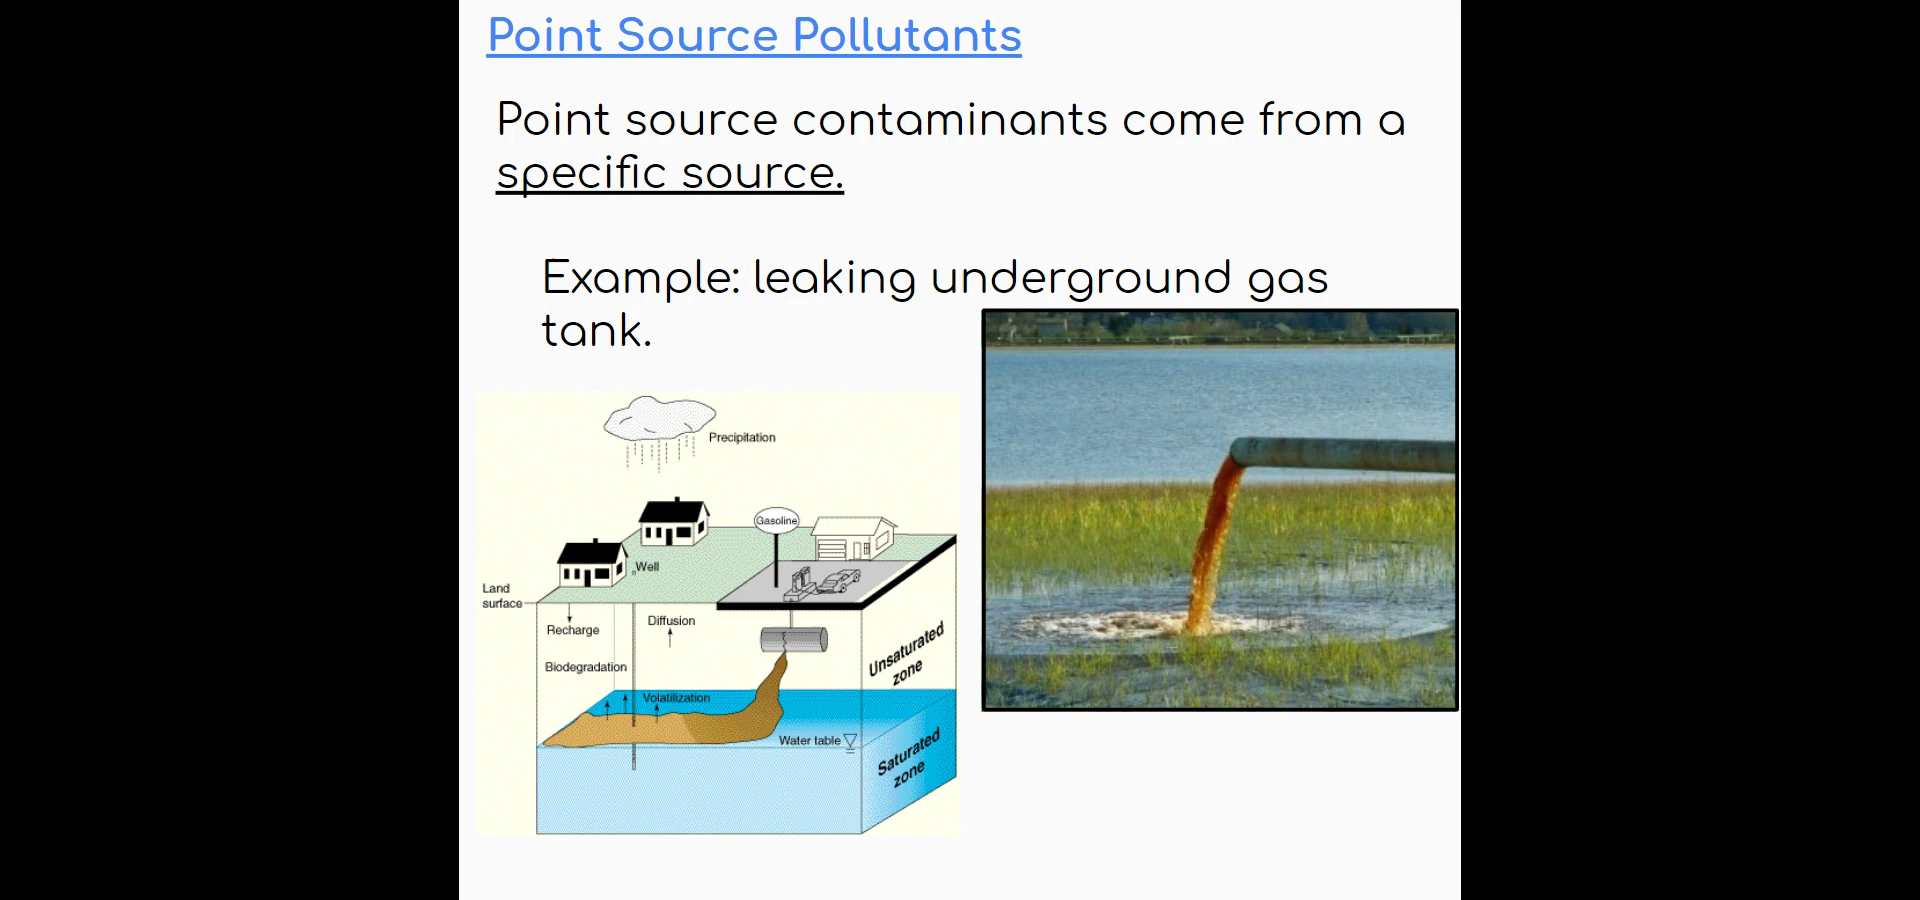 Point Source Pollutants
Point source contaminants come from a
specific source.
Example: leaking underground gas
tank.
Precipitation
Gasoline
Well
Land
surface
Recharge
Diffusion
Biodegradation
Volatilization
Unsaturated
zone
Water table
Saturated
zone